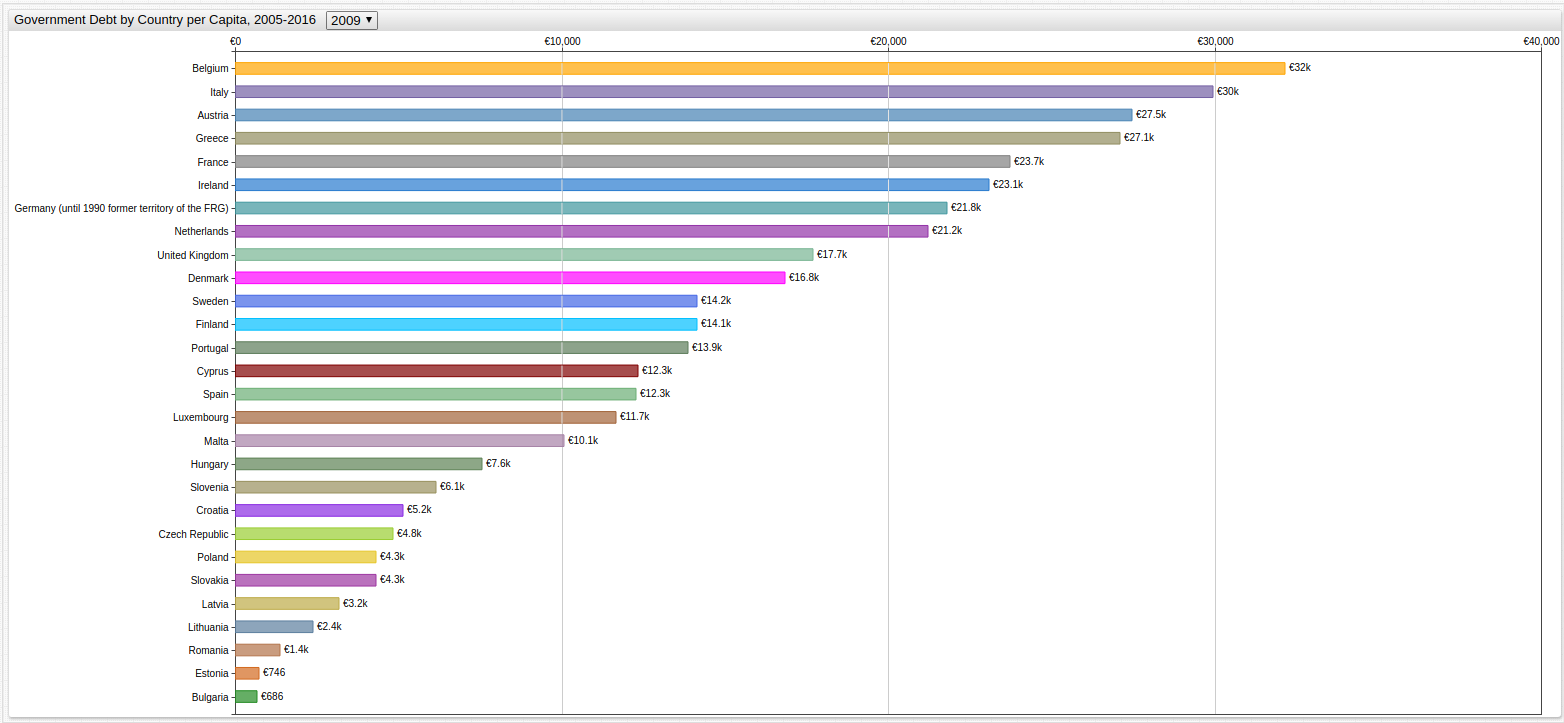 Government Debt by Country per Capita, 2005-2016 2009 ▼
€0 €10,000 €20,000 €30,000 €40,000
Belgium €32k
Italy €30k
Austria €27.5k
Greece €27.1k
France €23.7k
Ireland €23.1k
Germany (until 1990 former territory of the FRG) €21.8k
Netherlands €21.2k
United Kingdom €17.7k
Denmark €16.8k
Sweden €14.2k
Finland €14.1k
Portugal €13.9k
Cyprus €12.3k
Spain €12.3k
Luxembourg €11.7k
Malta €10.1k
Hungary €7.6k
Slovenia €6.1k
Croatia €5.2k
Czech Republic €4.8k
Poland €4.3k
Slovakia €4.3k
Latvia €3.2k
Lithuania €2.4k
Romania €1.4k
Estonia €746
Bulgaria €686